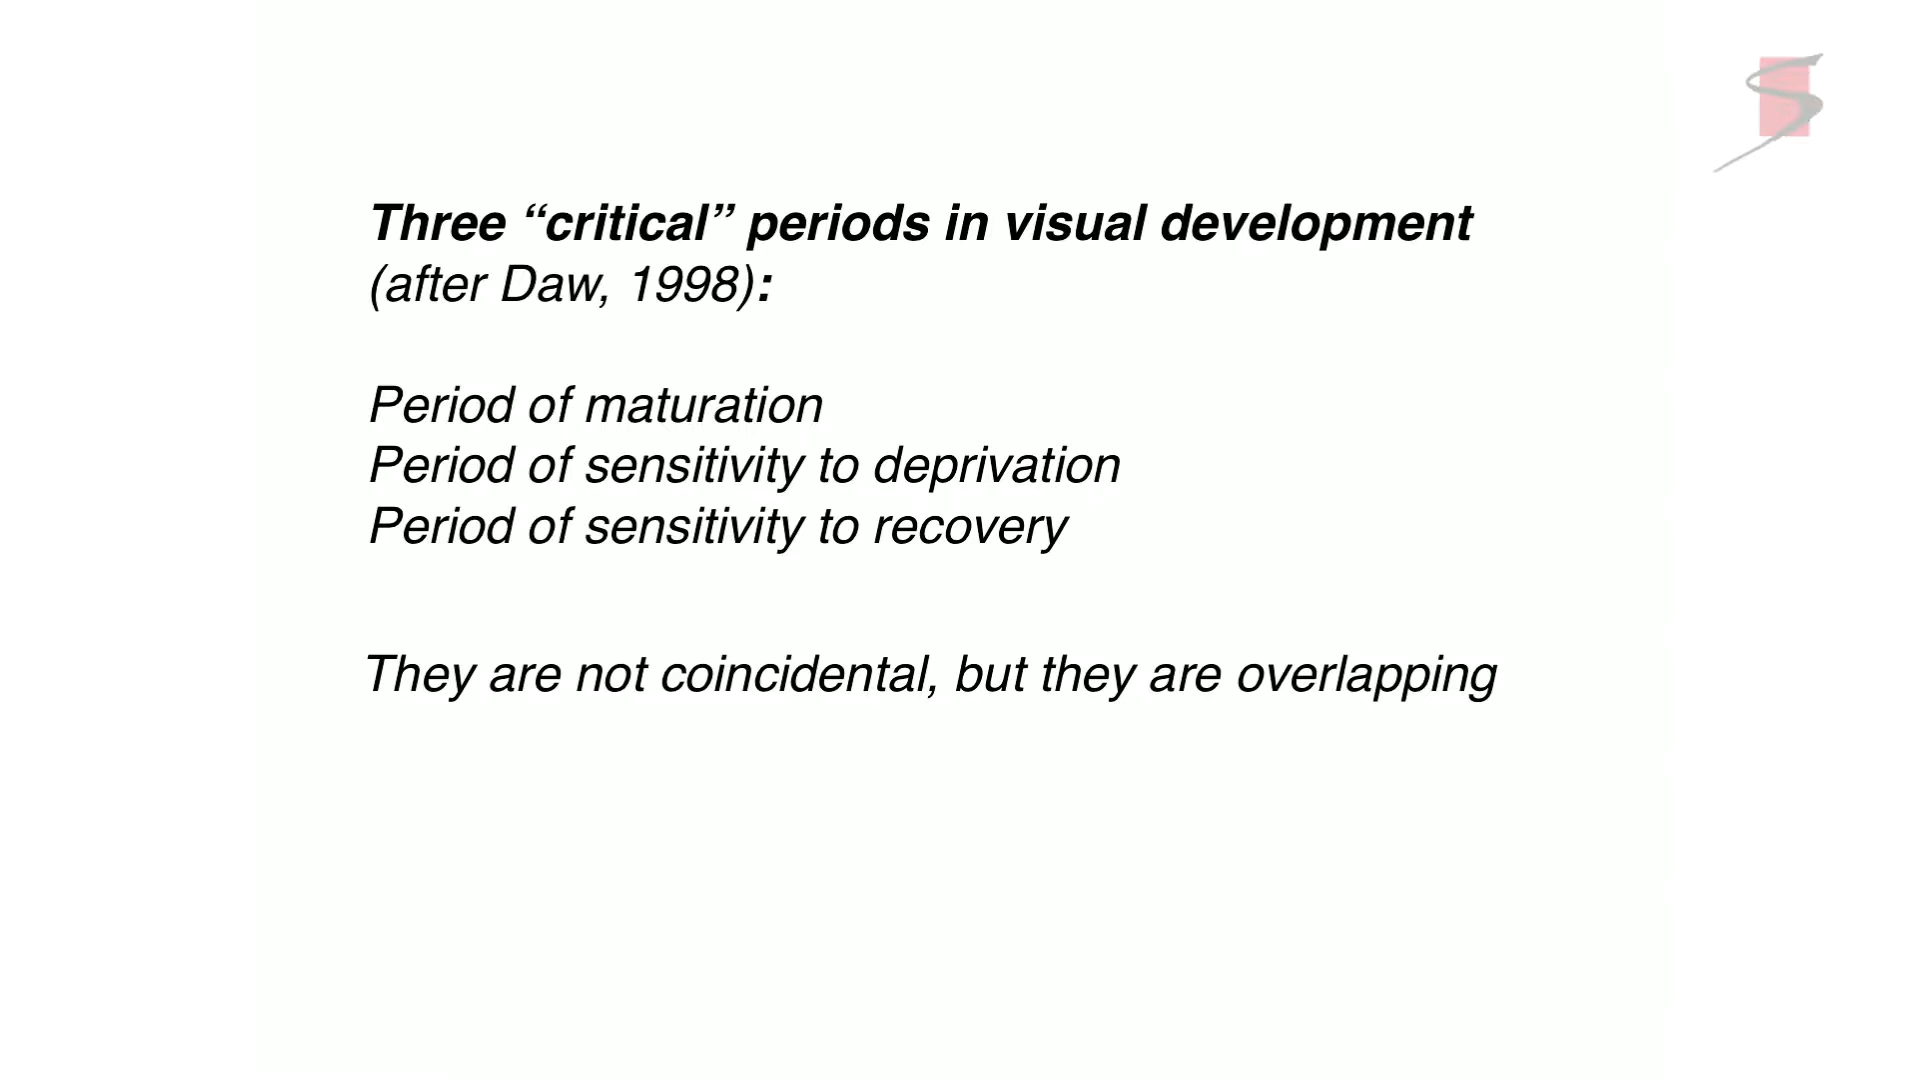 Three “critical” periods in visual development
(after Daw, 1998):
Period of maturation
Period of sensitivity to deprivation
Period of sensitivity to recovery
They are not coincidental, but they are overlapping